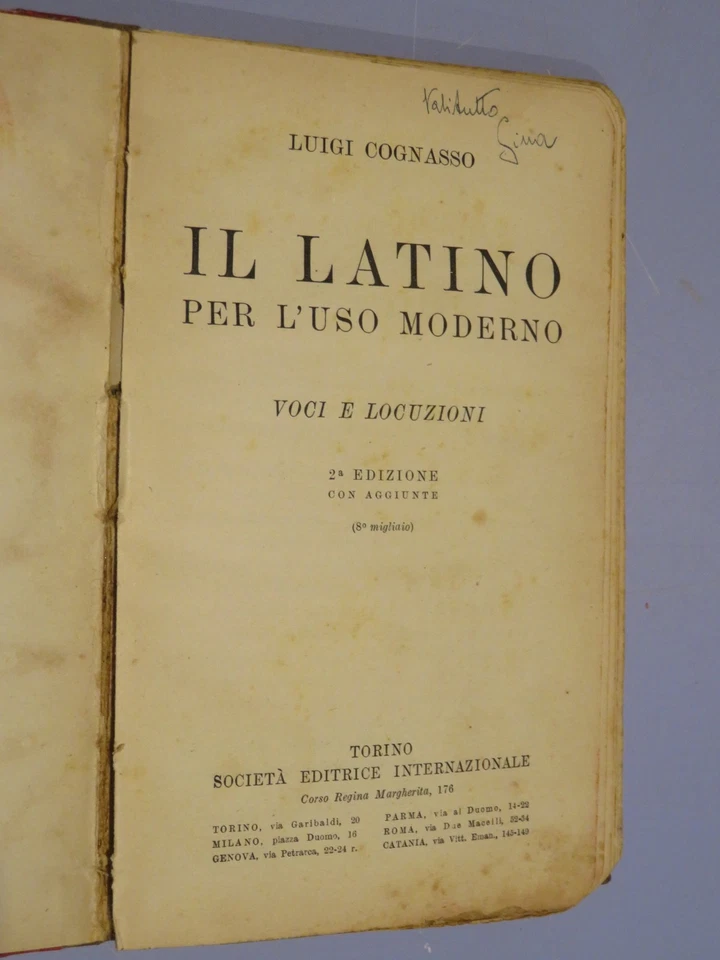 Valitutto
Gina
LUIGI COGNASSO
IL LATINO
PER L'USO MODERNO
VOCI E LOCUZIONI
2ª EDIZIONE
CON AGGIUNTE
(8º migliaio)
TORINO
SOCIETÀ EDITRICE INTERNAZIONALE
Corso Regina Margherita, 176
TORINO, via Garibaldi, 20
MILANO, piazza Duomo, 16
GENOVA, via Petrarca, 22-24 r.
PARMA, via al Duomo, 14-22
ROMA, via Due Macelli, 52-54
CATANIA, via Vitt. Eman., 145-149